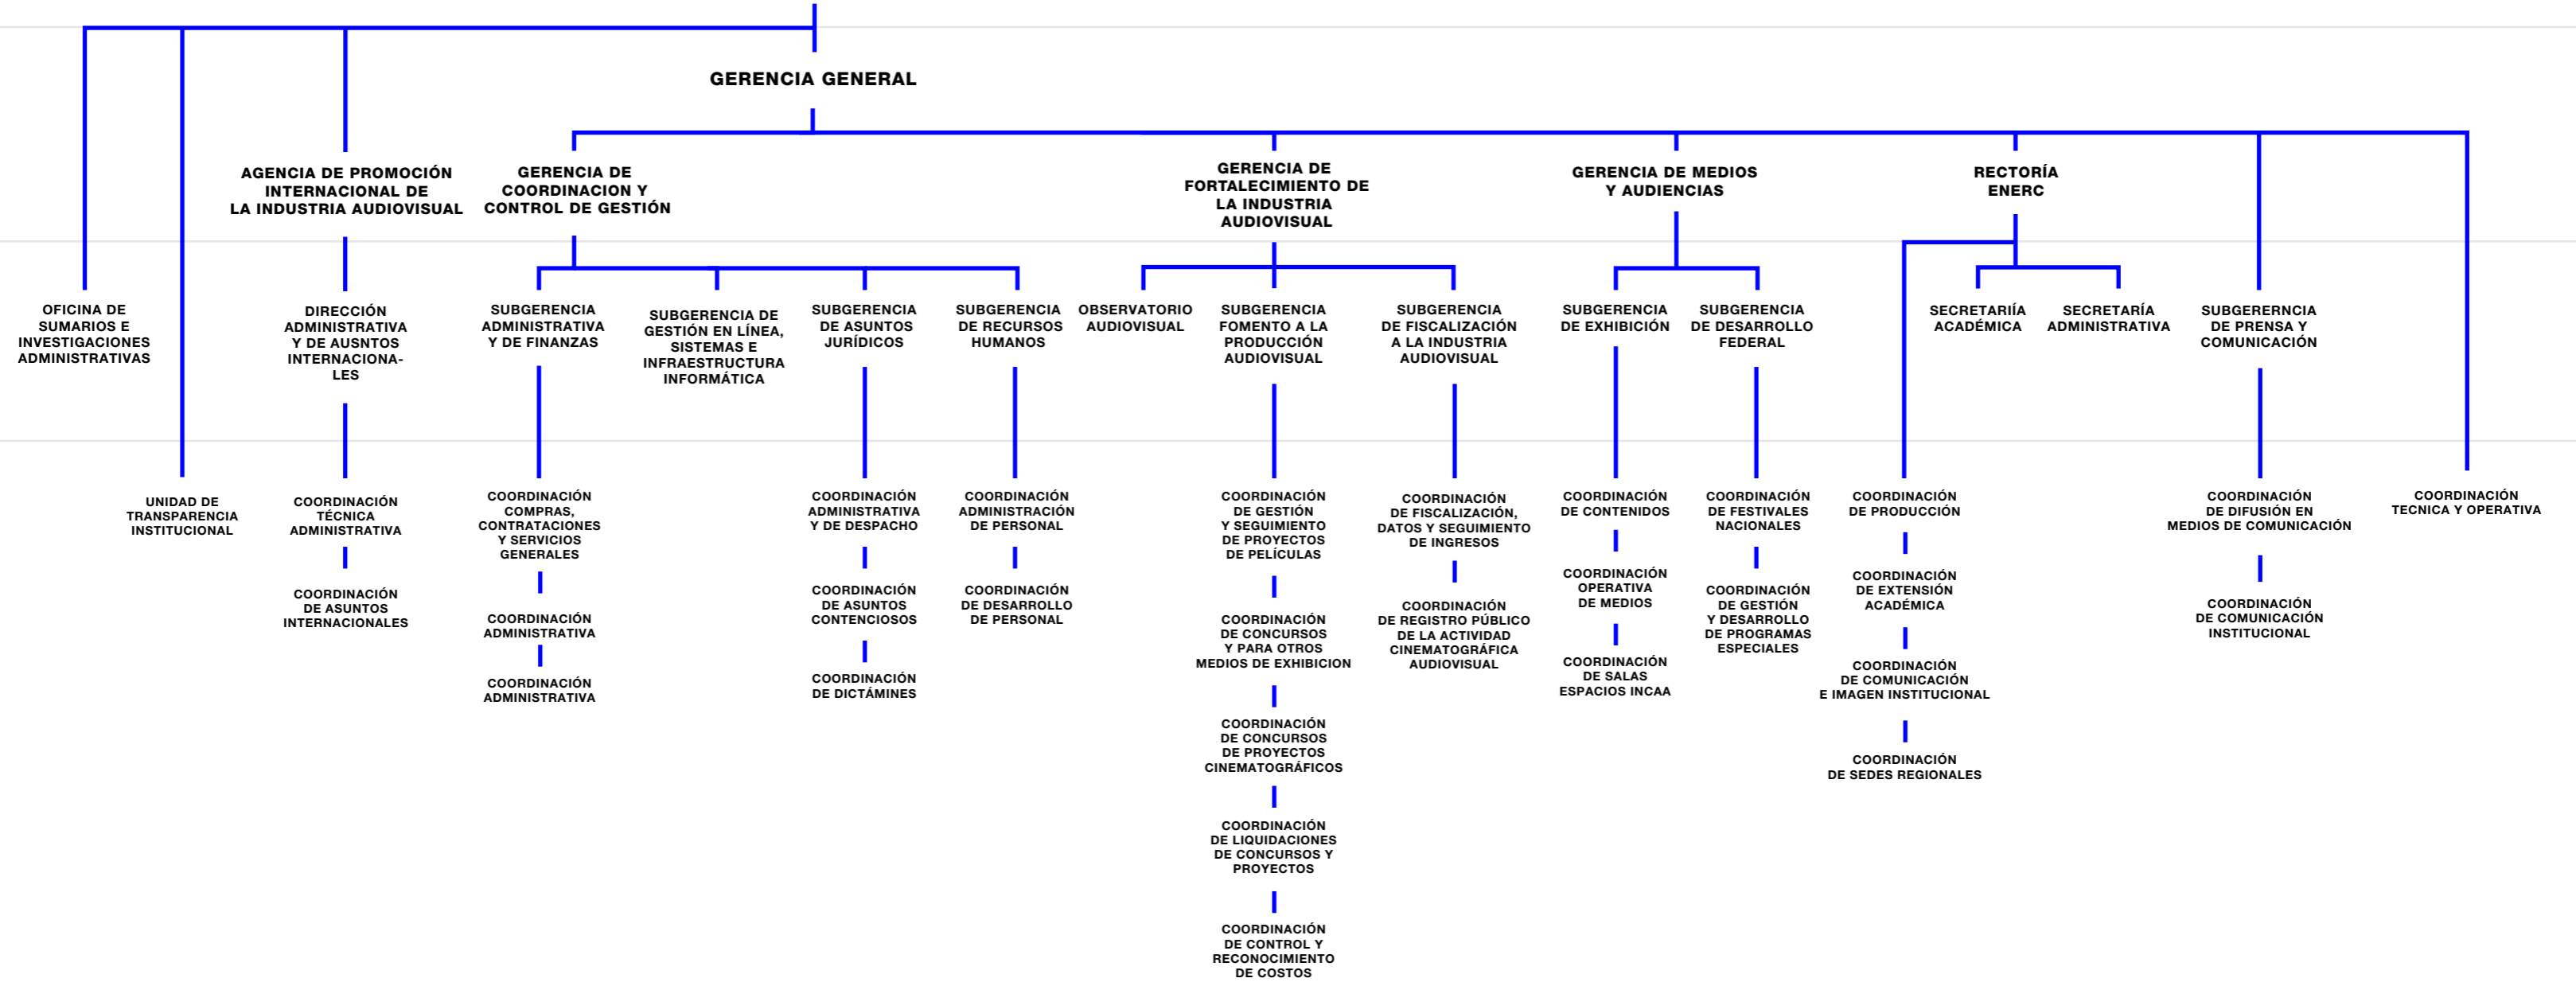 GERENCIA GENERAL
AGENCIA DE PROMOCIÓN
INTERNACIONAL DE
LA INDUSTRIA AUDIOVISUAL
GERENCIA DE
COORDINACION Y
CONTROL DE GESTIÓN
GERENCIA DE
FORTALECIMIENTO DE
LA INDUSTRIA
AUDIOVISUAL
GERENCIA DE MEDIOS
Y AUDIENCIAS
RECTORÍA
ENERC
OFICINA DE
SUMARIOS E
INVESTIGACIONES
ADMINISTRATIVAS
DIRECCIÓN
ADMINISTRATIVA
Y DE AUSNTOS
INTERNACIONA-
LES
SUBGERENCIA
ADMINISTRATIVA
Y DE FINANZAS
SUBGERENCIA DE
GESTIÓN EN LÍNEA,
SISTEMAS E
INFRAESTRUCTURA
INFORMÁTICA
SUBGERENCIA
DE ASUNTOS
JURÍDICOS
SUBGERENCIA
DE RECURSOS
HUMANOS
OBSERVATORIO
AUDIOVISUAL
SUBGERENCIA
FOMENTO A LA
PRODUCCIÓN
AUDIOVISUAL
SUBGERENCIA
DE FISCALIZACIÓN
A LA INDUSTRIA
AUDIOVISUAL
SUBGERENCIA
DE EXHIBICIÓN
SUBGERENCIA
DE DESARROLLO
FEDERAL
SECRETARIÍA
ACADÉMICA
SECRETARÍA
ADMINISTRATIVA
SUBGERERNCIA
DE PRENSA Y
COMUNICACIÓN
UNIDAD DE
TRANSPARENCIA
INSTITUCIONAL
COORDINACIÓN
TÉCNICA
ADMINISTRATIVA
COORDINACIÓN
DE ASUNTOS
INTERNACIONALES
COORDINACIÓN
COMPRAS,
CONTRATACIONES
Y SERVICIOS
GENERALES
COORDINACIÓN
ADMINISTRATIVA
COORDINACIÓN
ADMINISTRATIVA
COORDINACIÓN
ADMINISTRATIVA
Y DE DESPACHO
COORDINACIÓN
DE ASUNTOS
CONTENCIOSOS
COORDINACIÓN
DE DICTÁMINES
COORDINACIÓN
ADMINISTRACIÓN
DE PERSONAL
COORDINACIÓN
DE DESARROLLO
DE PERSONAL
COORDINACIÓN
DE GESTIÓN
Y SEGUIMIENTO
DE PROYECTOS
DE PELÍCULAS
COORDINACIÓN
DE CONCURSOS
Y PARA OTROS
MEDIOS DE EXHIBICION
COORDINACIÓN
DE CONCURSOS
DE PROYECTOS
CINEMATOGRÁFICOS
COORDINACIÓN
DE LIQUIDACIONES
DE CONCURSOS Y
PROYECTOS
COORDINACIÓN
DE CONTROL Y
RECONOCIMIENTO
DE COSTOS
COORDINACIÓN
DE FISCALIZACIÓN,
DATOS Y SEGUIMIENTO
DE INGRESOS
COORDINACIÓN
DE REGISTRO PÚBLICO
DE LA ACTIVIDAD
CINEMATOGRÁFICA
AUDIOVISUAL
COORDINACIÓN
DE CONTENIDOS
COORDINACIÓN
OPERATIVA
DE MEDIOS
COORDINACIÓN
DE SALAS
ESPACIOS INCAA
COORDINACIÓN
DE FESTIVALES
NACIONALES
COORDINACIÓN
DE GESTIÓN
Y DESARROLLO
DE PROGRAMAS
ESPECIALES
COORDINACIÓN
DE PRODUCCIÓN
COORDINACIÓN
DE EXTENSIÓN
ACADÉMICA
COORDINACIÓN
DE COMUNICACIÓN
E IMAGEN INSTITUCIONAL
COORDINACIÓN
DE SEDES REGIONALES
COORDINACIÓN
DE DIFUSIÓN EN
MEDIOS DE COMUNICACIÓN
COORDINACIÓN
DE COMUNICACIÓN
INSTITUCIONAL
COORDINACIÓN
TECNICA Y OPERATIVA